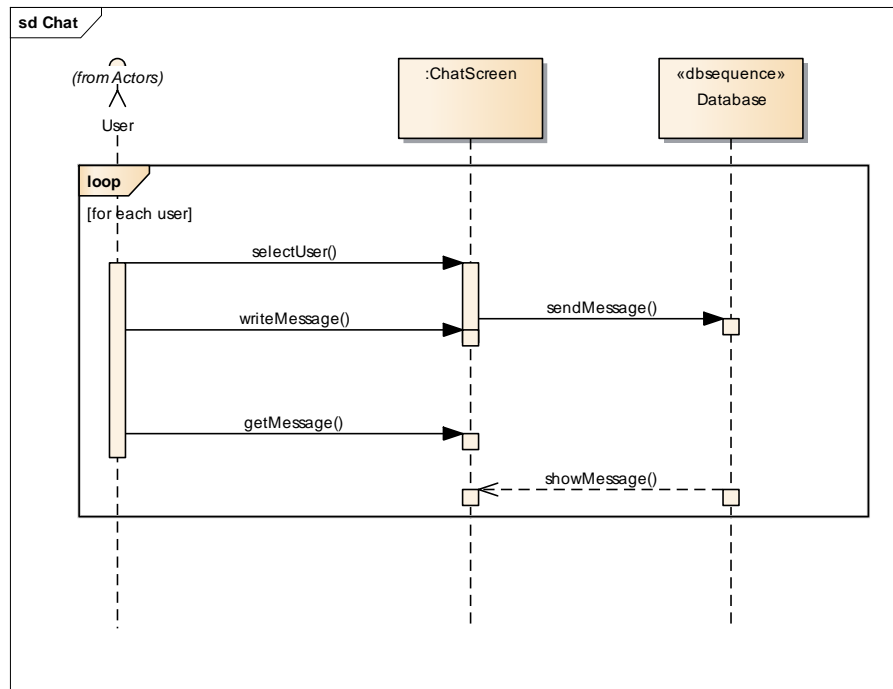 sd Chat
(from Actors)
User
:ChatScreen
«dbsequence»
Database
loop
[for each user]
selectUser()
sendMessage()
writeMessage()
getMessage()
showMessage()